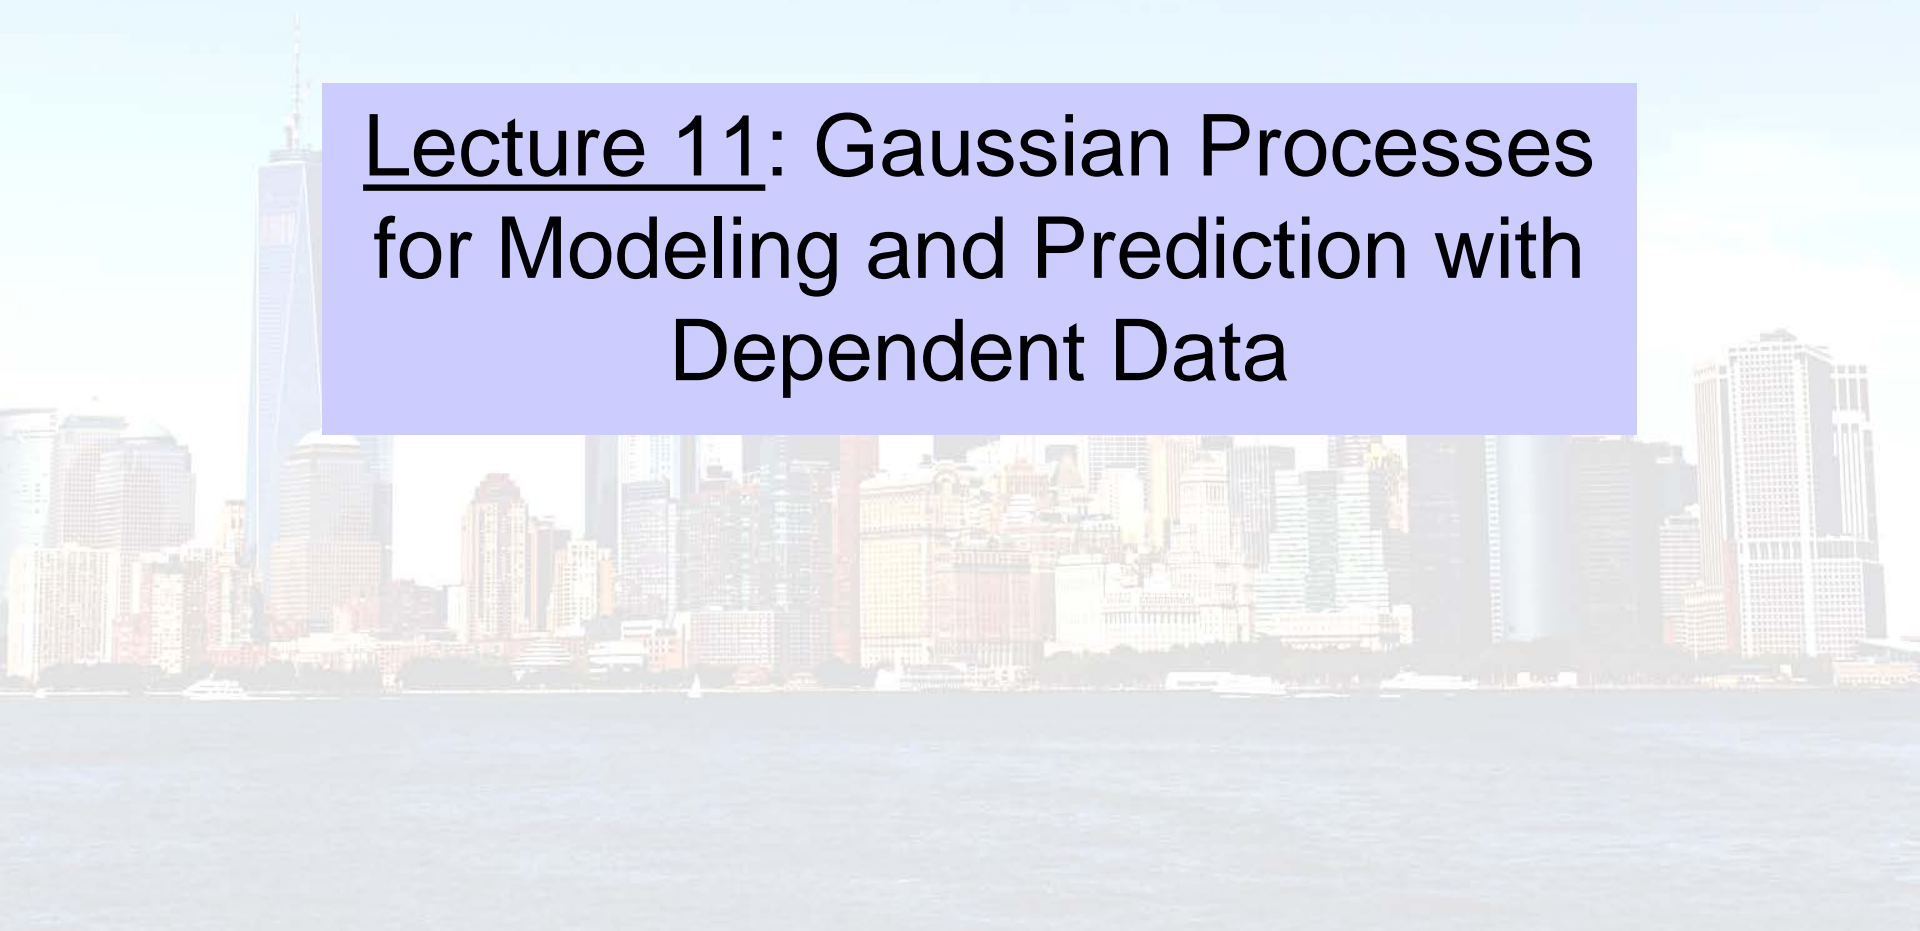 Lecture 11: Gaussian Processes
for Modeling and Prediction with
Dependent Data